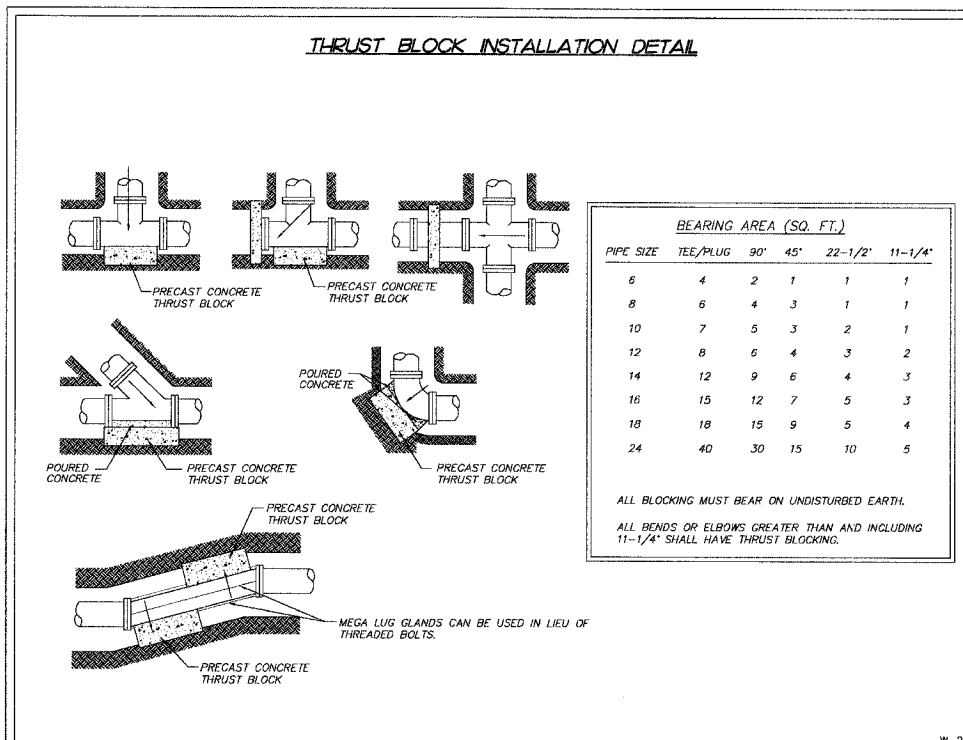 THRUST BLOCK INSTALLATION DETAIL
PRECAST CONCRETE
THRUST BLOCK
PRECAST CONCRETE
THRUST BLOCK
POURED
CONCRETE
PRECAST CONCRETE
THRUST BLOCK
POURED
CONCRETE
PRECAST CONCRETE
THRUST BLOCK
PRECAST CONCRETE
THRUST BLOCK
MEGA LUG GLANDS CAN BE USED IN LIEU OF
THREADED BOLTS.
PRECAST CONCRETE
THRUST BLOCK
BEARING AREA (SQ. FT.)
PIPE SIZE TEE/PLUG 90° 45° 22-1/2° 11-1/4°
6 4 2 1 1 1
8 6 4 3 1 1
10 7 5 3 2 1
12 8 6 4 3 2
14 12 9 6 4 3
16 15 12 7 5 3
18 18 15 9 5 4
24 40 30 15 10 5
ALL BLOCKING MUST BEAR ON UNDISTURBED EARTH.
ALL BENDS OR ELBOWS GREATER THAN AND INCLUDING
11-1/4° SHALL HAVE THRUST BLOCKING.